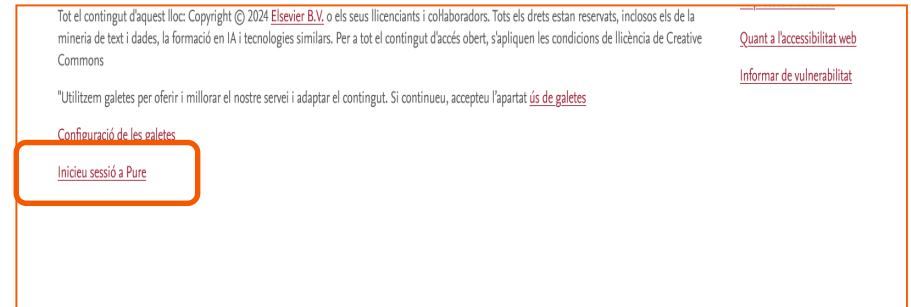 Tot el contingut d'aquest lloc: Copyright © 2024 Elsevier B.V. o els seus llicenciants i col·laboradors. Tots els drets estan reservats, inclosos els de la
mineria de text i dades, la formació en IA i tecnologies similars. Per a tot el contingut d'accés obert, s'apliquen les condicions de llicència de Creative
Commons
"Utilitzem galetes per oferir i millorar el nostre servei i adaptar el contingut. Si continueu, accepteu l'apartat ús de galetes
Configuració de les galetes
Inicieu sessió a Pure
Quant a l'accessibilitat web
Informar de vulnerabilitat